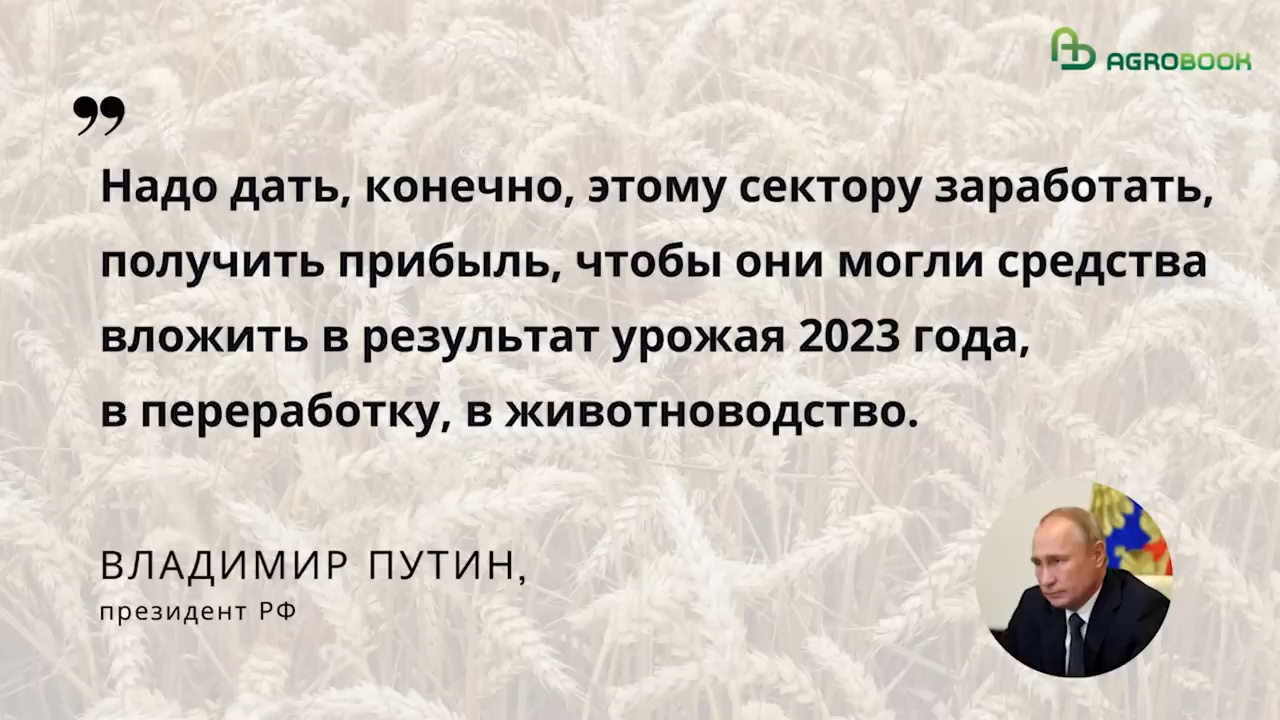 AGROBOOK
”
Надо дать, конечно, этому сектору заработать,
получить прибыль, чтобы они могли средства
вложить в результат урожая 2023 года,
в переработку, в животноводство.
ВЛАДИМИР ПУТИН,
президент РФ